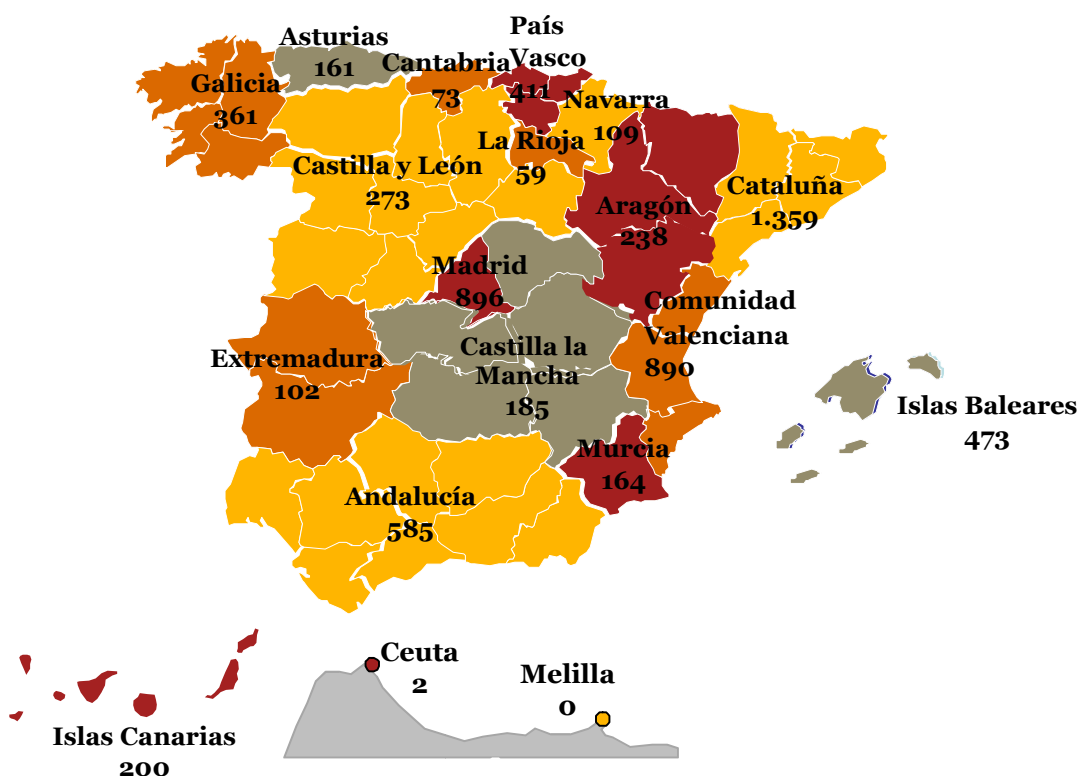 Asturias
161
País
Vasco
411
Cantabria
73
Galicia
361
Navarra
109
La Rioja
59
Castilla y León
273
Cataluña
1.359
Aragón
238
Madrid
896
Comunidad
Valenciana
890
Extremadura
102
Castilla la
Mancha
185
Islas Baleares
473
Murcia
164
Andalucía
585
Ceuta
2
Melilla
0
Islas Canarias
200